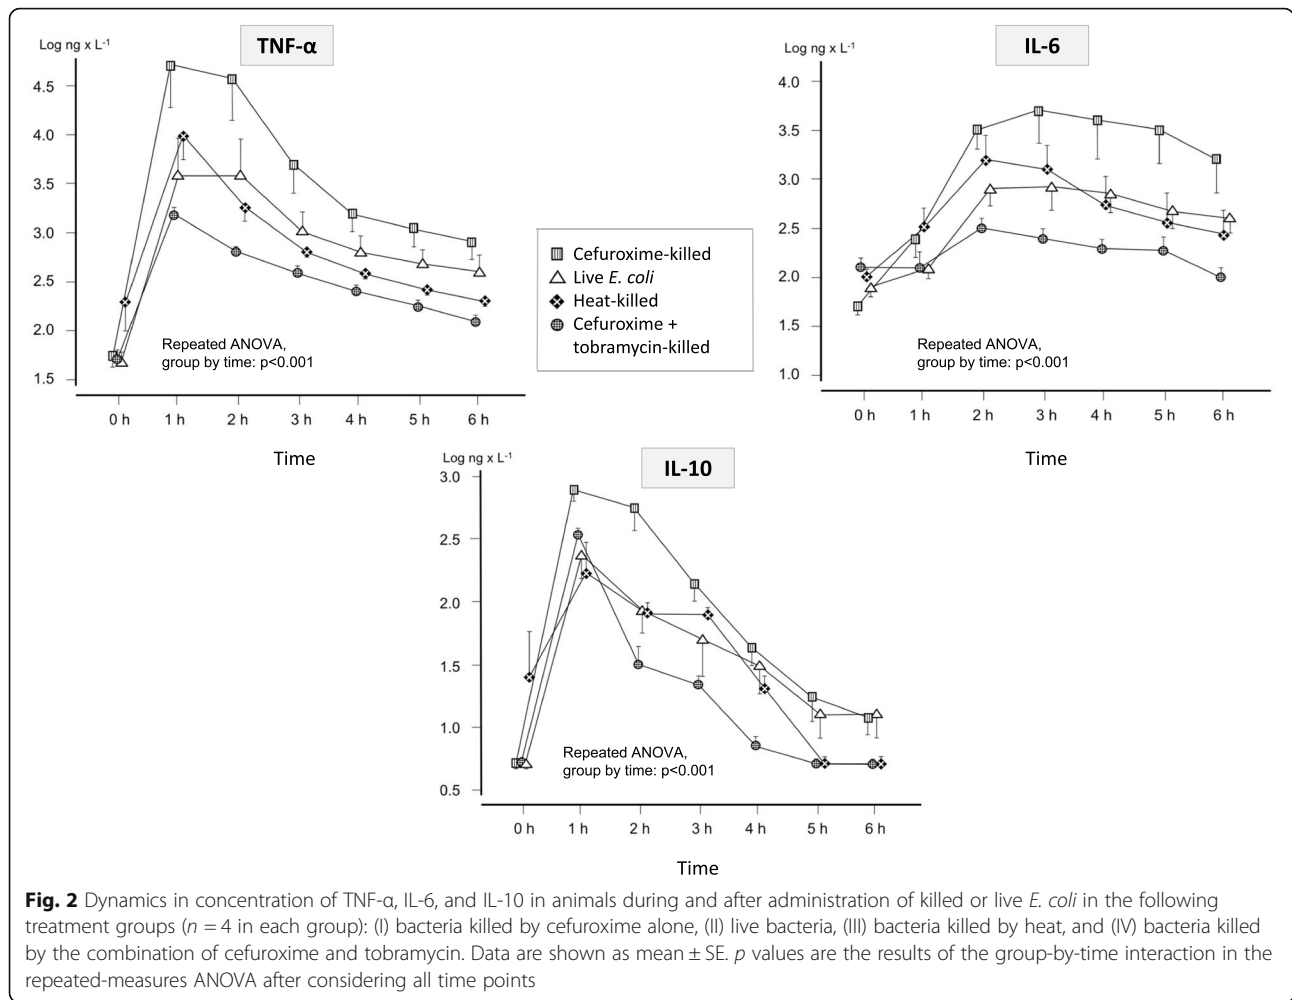 TNF-α
Log ng x L-1
4.5
4.0
3.5
3.0
2.5
2.0
1.5
Repeated ANOVA,
group by time: p<0.001
0 h 1 h 2 h 3 h 4 h 5 h 6 h
Time
IL-6
Log ng x L-1
4.0
3.5
3.0
2.5
2.0
1.5
1.0
Repeated ANOVA,
group by time: p<0.001
0 h 1 h 2 h 3 h 4 h 5 h 6 h
Time
Cefuroxime-killed
Live E. coli
Heat-killed
Cefuroxime +
tobramycin-killed
IL-10
Log ng x L-1
3.0
2.5
2.0
1.5
1.0
0.5
Repeated ANOVA,
group by time: p<0.001
0 h 1 h 2 h 3 h 4 h 5 h 6 h
Time
Fig. 2 Dynamics in concentration of TNF-α, IL-6, and IL-10 in animals during and after administration of killed or live E. coli in the following
treatment groups (n = 4 in each group): (I) bacteria killed by cefuroxime alone, (II) live bacteria, (III) bacteria killed by heat, and (IV) bacteria killed
by the combination of cefuroxime and tobramycin. Data are shown as mean ± SE. p values are the results of the group-by-time interaction in the
repeated-measures ANOVA after considering all time points